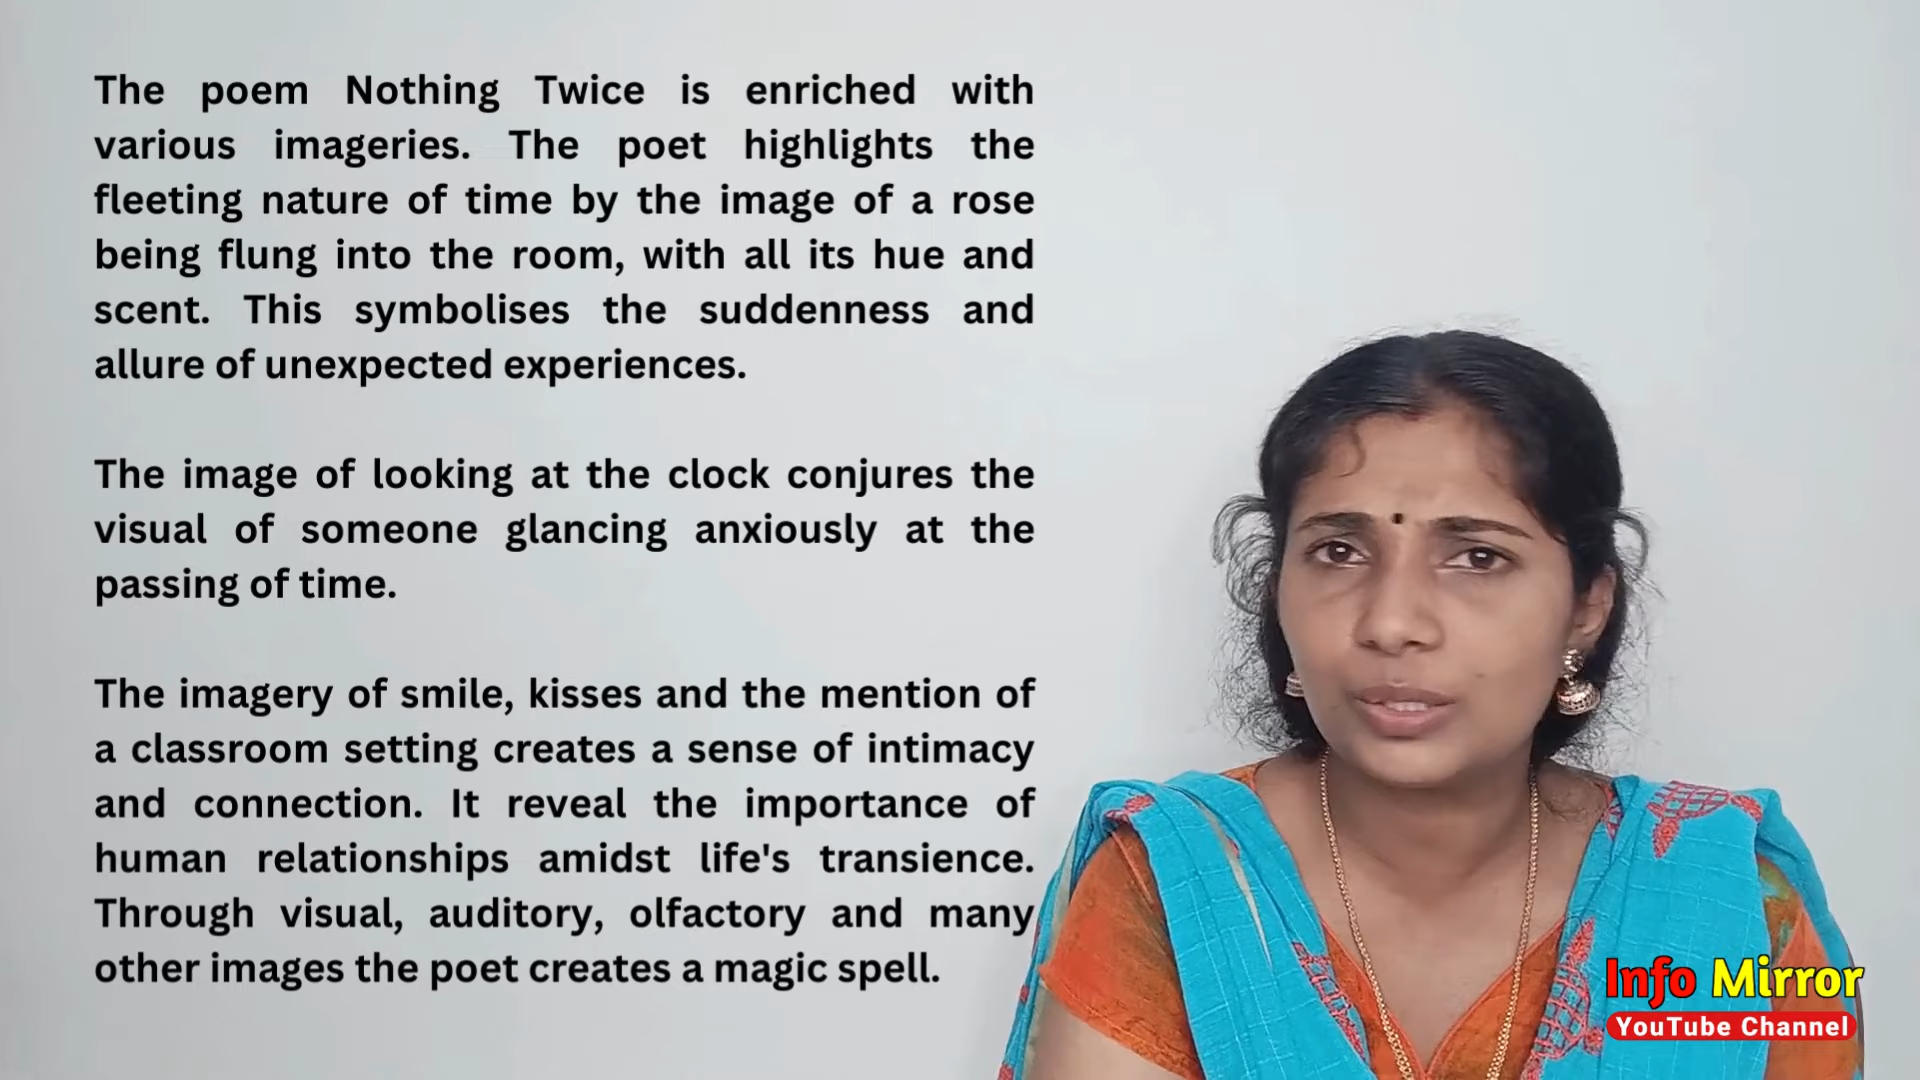 The poem Nothing Twice is enriched with
various imageries. The poet highlights the
fleeting nature of time by the image of a rose
being flung into the room, with all its hue and
scent. This symbolises the suddenness and
allure of unexpected experiences.
The image of looking at the clock conjures the
visual of someone glancing anxiously at the
passing of time.
The imagery of smile, kisses and the mention of
a classroom setting creates a sense of intimacy
and connection. It reveal the importance of
human relationships amidst life's transience.
Through visual, auditory, olfactory and many
other images the poet creates a magic spell.
Info Mirror
YouTube Channel